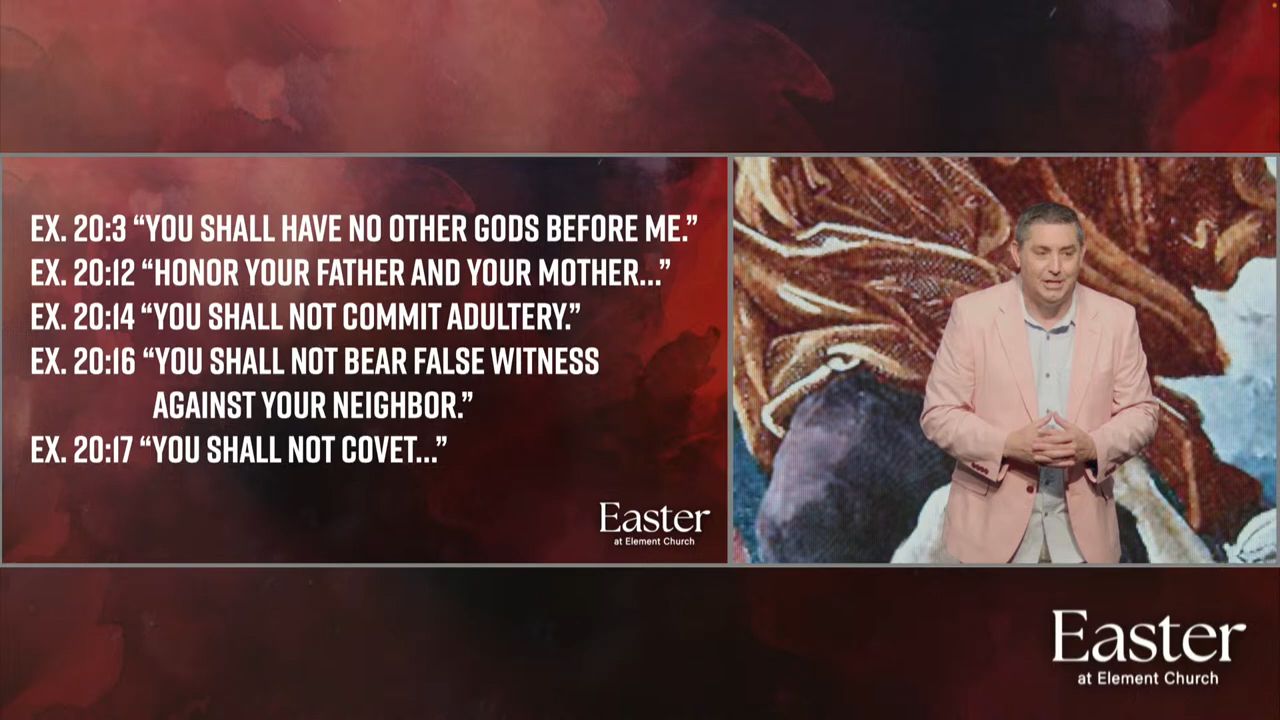 EX. 20:3 “YOU SHALL HAVE NO OTHER GODS BEFORE ME.”
EX. 20:12 “HONOR YOUR FATHER AND YOUR MOTHER...”
EX. 20:14 “YOU SHALL NOT COMMIT ADULTERY.”
EX. 20:16 “YOU SHALL NOT BEAR FALSE WITNESS
AGAINST YOUR NEIGHBOR.”
EX. 20:17 “YOU SHALL NOT COVET...”
Easter
at Element Church
Easter
at Element Church